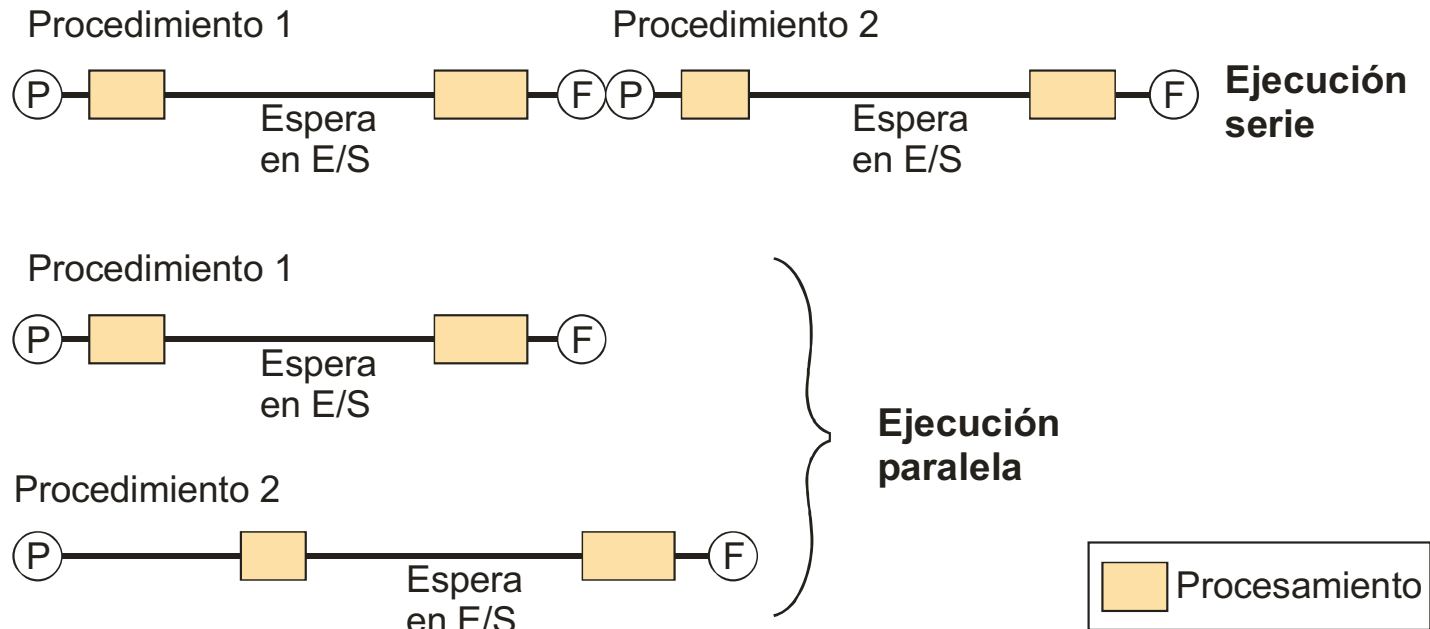 Procedimiento 1
Procedimiento 2
P
F
P
F
Ejecución
serie
Espera
en E/S
Espera
en E/S
Procedimiento 1
P
F
Espera
en E/S
Ejecución
paralela
Procedimiento 2
P
F
Espera
en E/S
Procesamiento